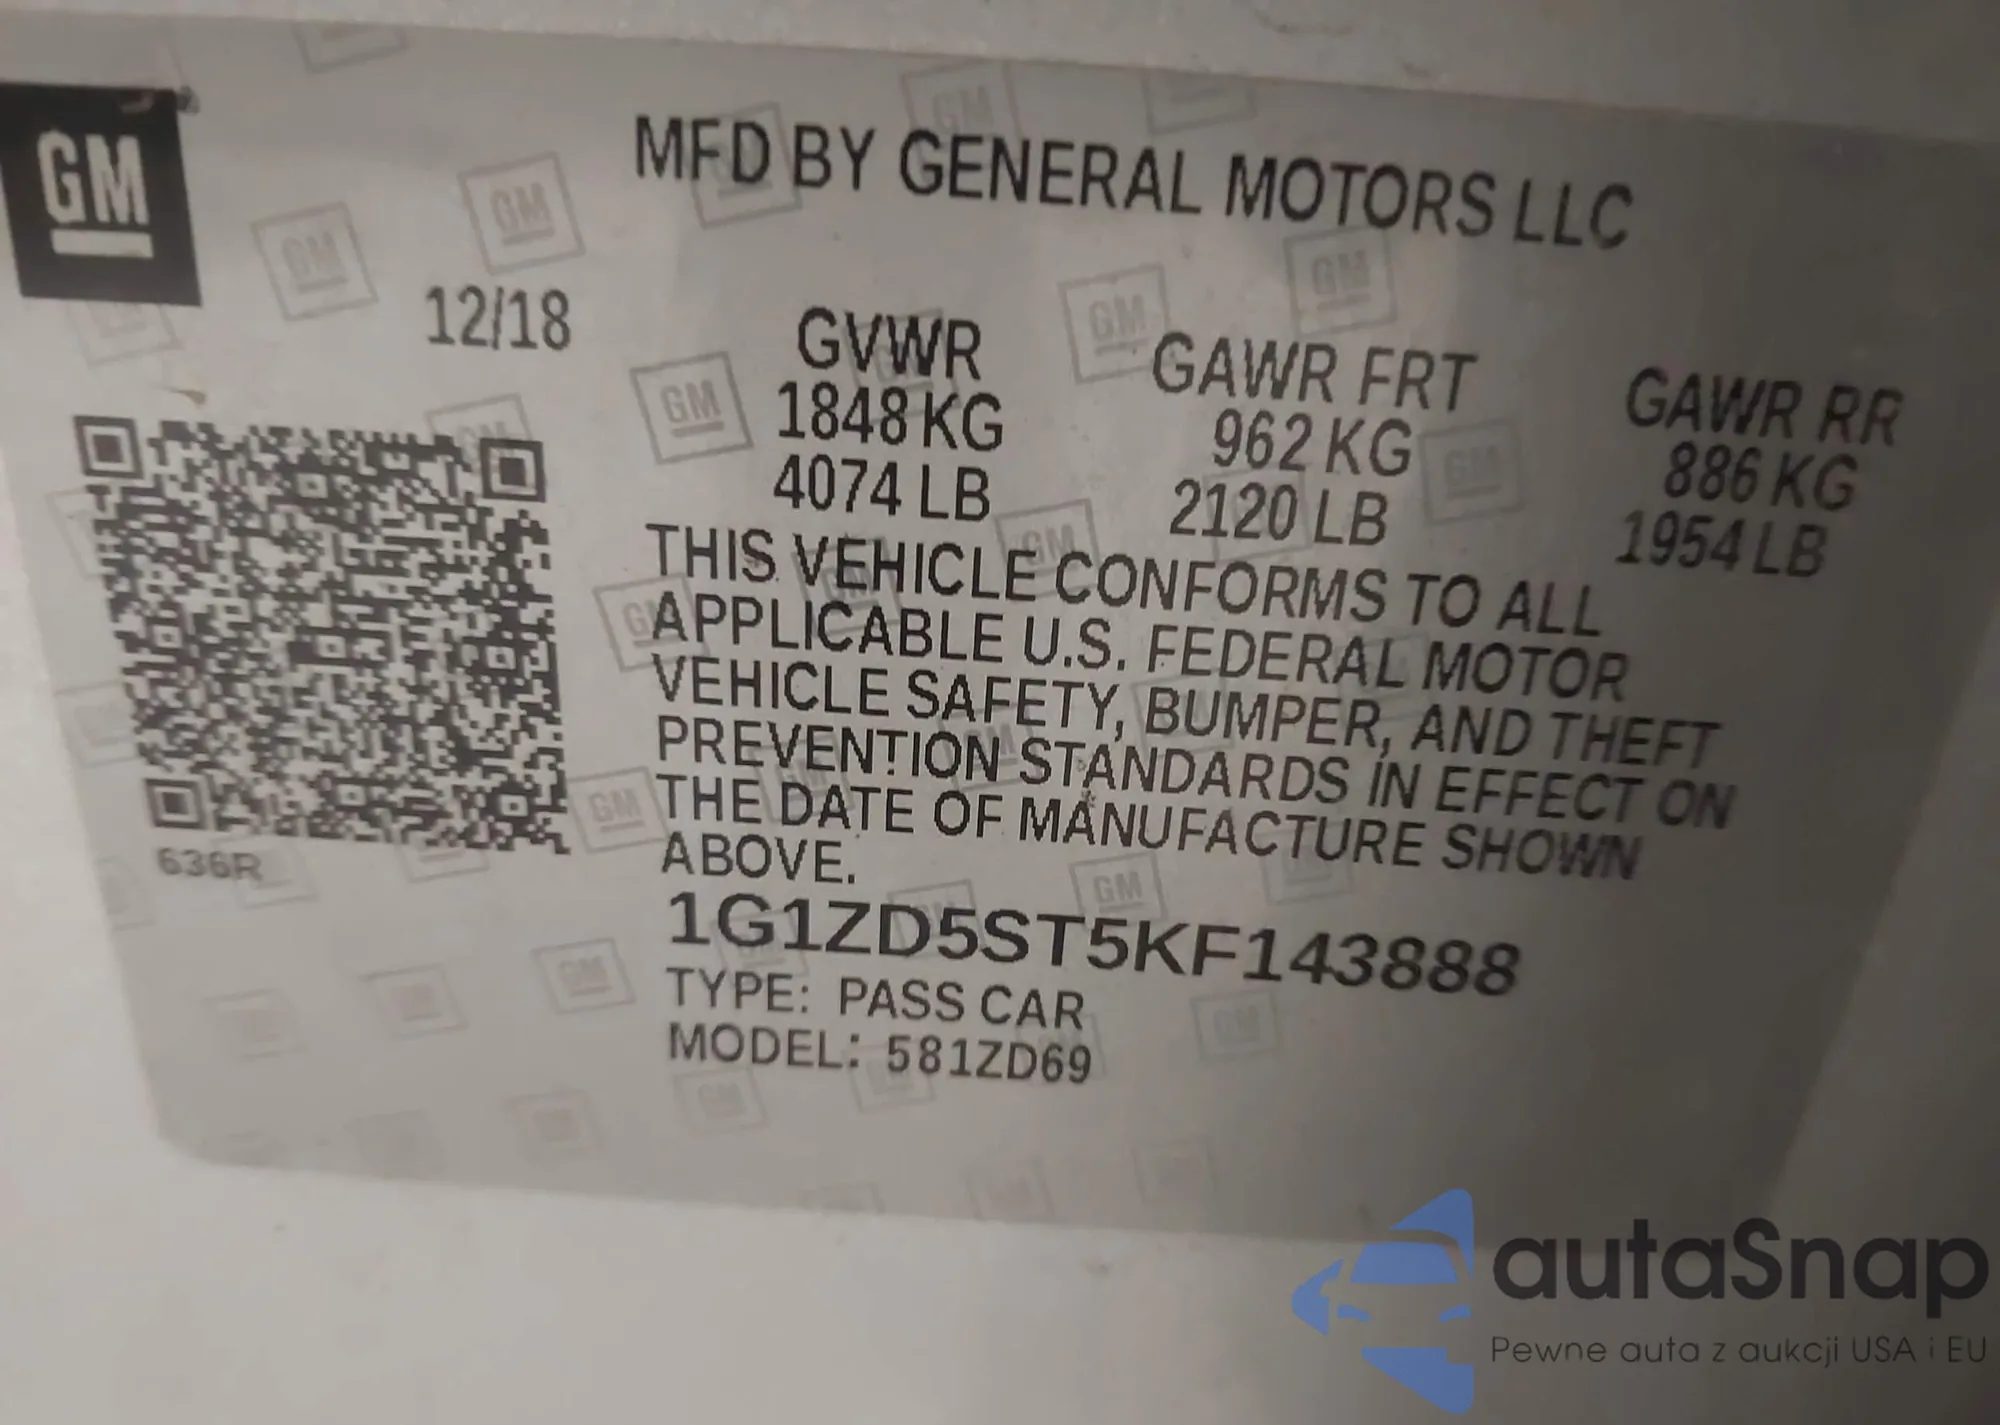 GM
MFD BY GENERAL MOTORS LLC
12/18
GVWR
1848 KG
4074 LB
GAWR FRT
962 KG
2120 LB
GAWR RR
886 KG
1954 LB
THIS VEHICLE CONFORMS TO ALL
APPLICABLE U.S. FEDERAL MOTOR
VEHICLE SAFETY, BUMPER, AND THEFT
PREVENTION STANDARDS IN EFFECT ON
THE DATE OF MANUFACTURE SHOWN
ABOVE.
636R
1G1ZD5ST5KF143888
TYPE: PASS CAR
MODEL: 581ZD69
autaSnap
Pewne auta z aukcji USA i EU